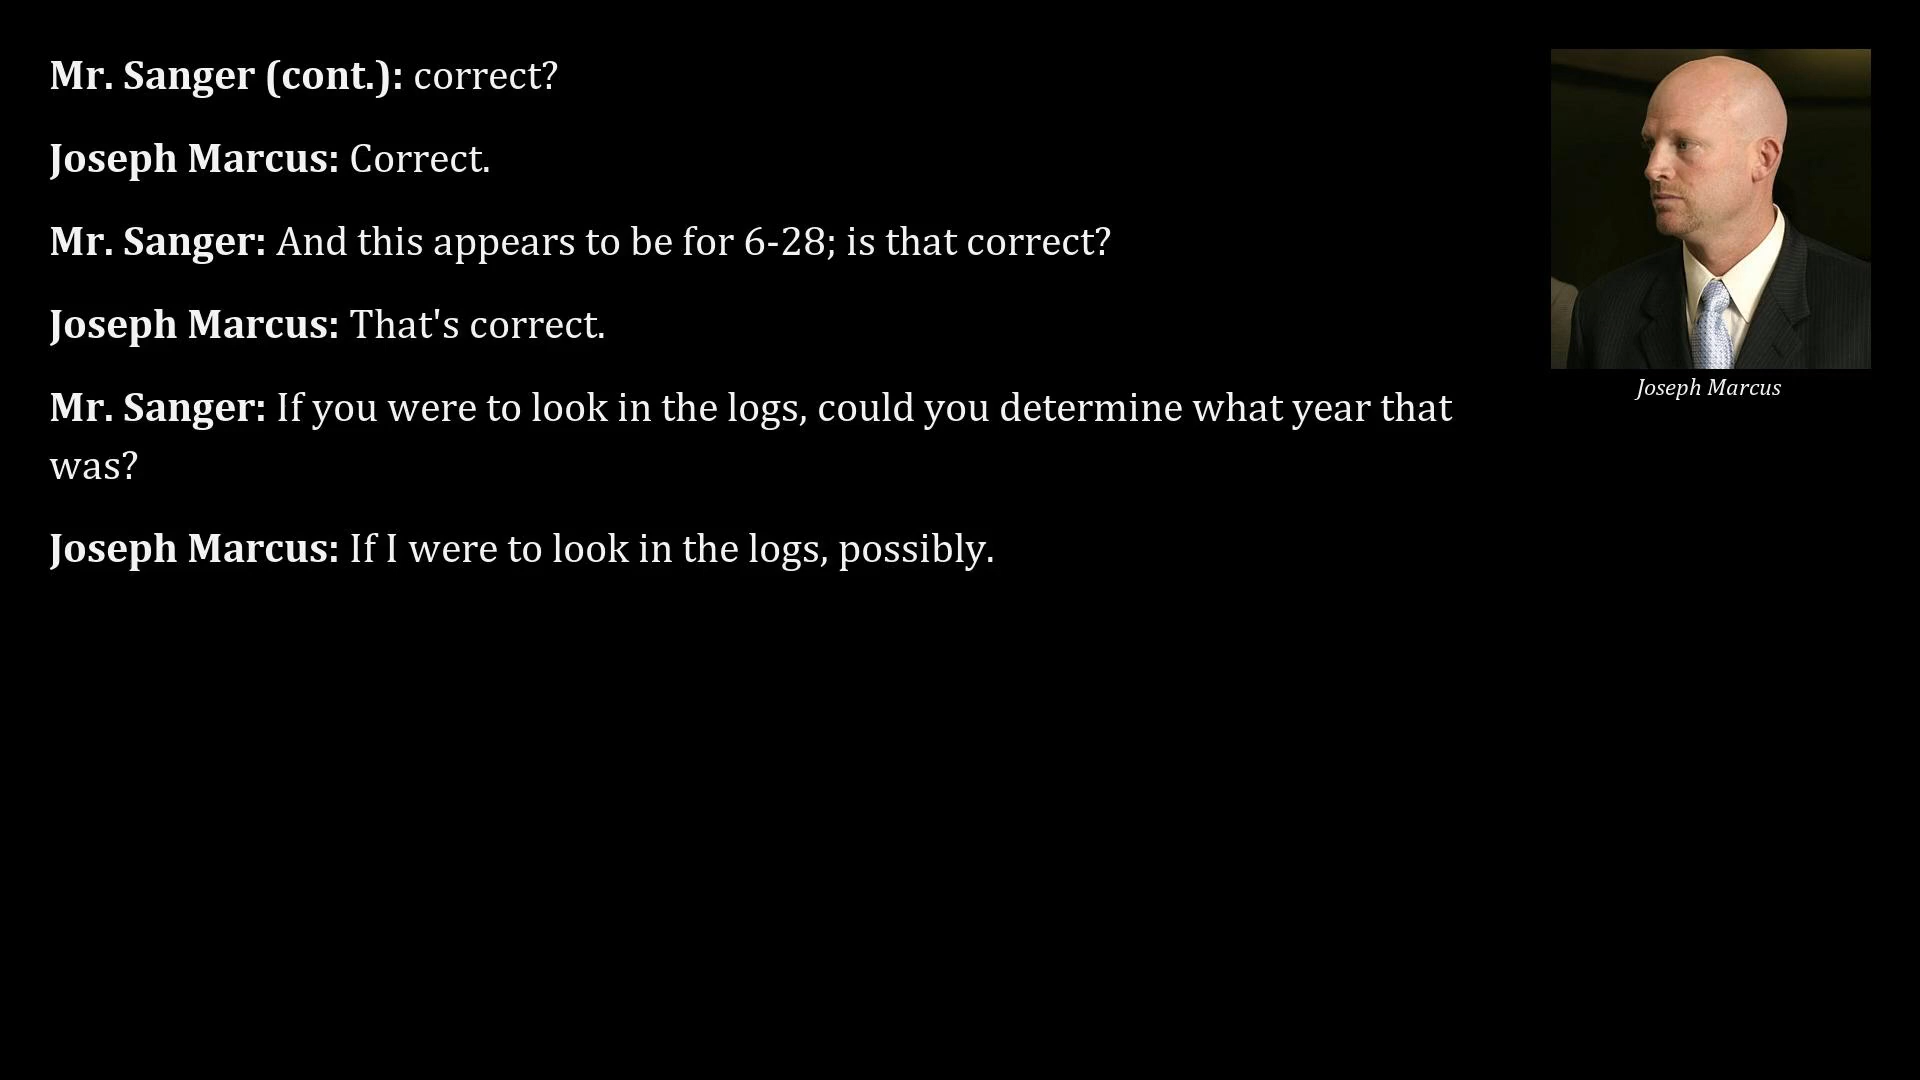 Mr. Sanger (cont.): correct?
Joseph Marcus: Correct.
Mr. Sanger: And this appears to be for 6-28; is that correct?
Joseph Marcus: That's correct.
Mr. Sanger: If you were to look in the logs, could you determine what year that
was?
Joseph Marcus: If I were to look in the logs, possibly.
Joseph Marcus